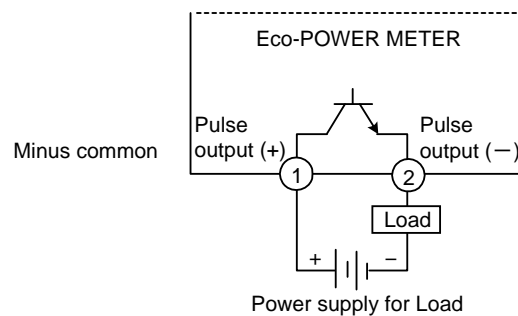 Eco-POWER METER
Pulse
output (+)
Pulse
output (−)
Minus common
1
2
Load
+
−
Power supply for Load